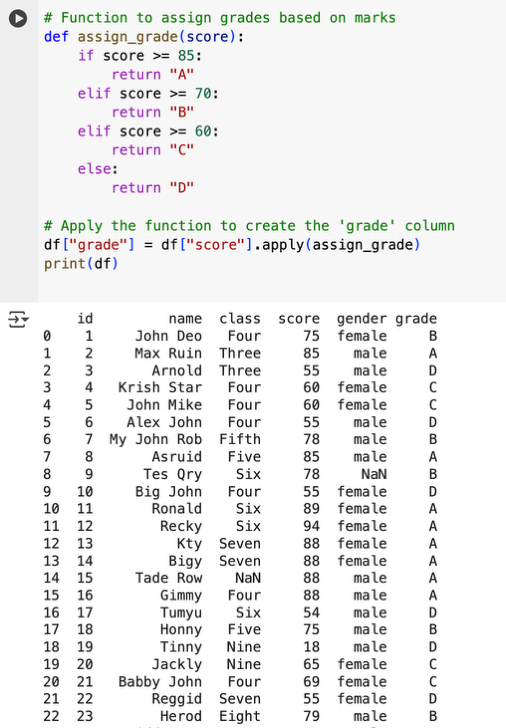 # Function to assign grades based on marks
def assign_grade(score):
    if score >= 85:
        return "A"
    elif score >= 70:
        return "B"
    elif score >= 60:
        return "C"
    else:
        return "D"

# Apply the function to create the 'grade' column
df["grade"] = df["score"].apply(assign_grade)
print(df)

    id         name  class  score  gender grade
0    1     John Deo   Four     75  female     B
1    2     Max Ruin  Three     85    male     A
2    3       Arnold  Three     55    male     D
3    4   Krish Star   Four     60  female     C
4    5    John Mike   Four     60  female     C
5    6    Alex John   Four     55    male     D
6    7  My John Rob  Fifth     78    male     B
7    8       Asruid   Five     85    male     A
8    9      Tes Qry    Six     78     NaN     B
9   10     Big John   Four     55  female     D
10  11       Ronald    Six     89  female     A
11  12        Recky    Six     94  female     A
12  13          Kty  Seven     88  female     A
13  14         Bigy  Seven     88  female     A
14  15     Tade Row    NaN     88    male     A
15  16        Gimmy   Four     88    male     A
16  17        Tumyu    Six     54    male     D
17  18        Honny   Five     75    male     B
18  19        Tinny   Nine     18    male     D
19  20       Jackly   Nine     65  female     C
20  21   Babby John   Four     69  female     C
21  22       Reggid  Seven     55  female     D
22  23        Herod  Eight     79    male     B